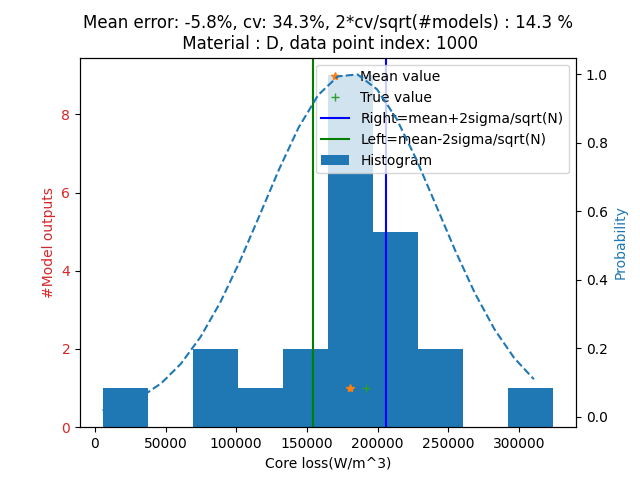 Mean error: -5.8%, cv: 34.3%, 2*cv/sqrt(#models) : 14.3 %
Material : D, data point index: 1000
Mean value
True value
Right=mean+2sigma/sqrt(N)
Left=mean-2sigma/sqrt(N)
Histogram
#Model outputs
8
6
4
2
0
Probability
1.0
0.8
0.6
0.4
0.2
0.0
0 50000 100000 150000 200000 250000 300000
Core loss(W/m^3)